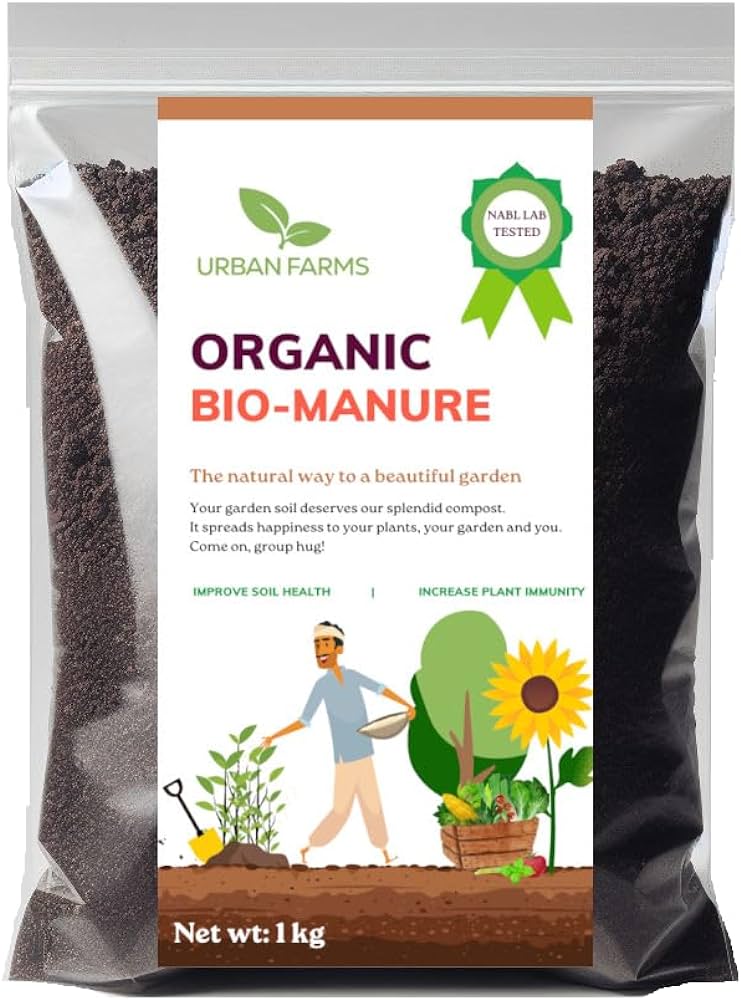 URBAN FARMS
NABL LAB
TESTED
ORGANIC
BIO-MANURE
The natural way to a beautiful garden
Your garden soil deserves our splendid compost.
It spreads happiness to your plants, your garden and you.
Come on, group hug!
IMPROVE SOIL HEALTH | INCREASE PLANT IMMUNITY
Net wt: 1 kg